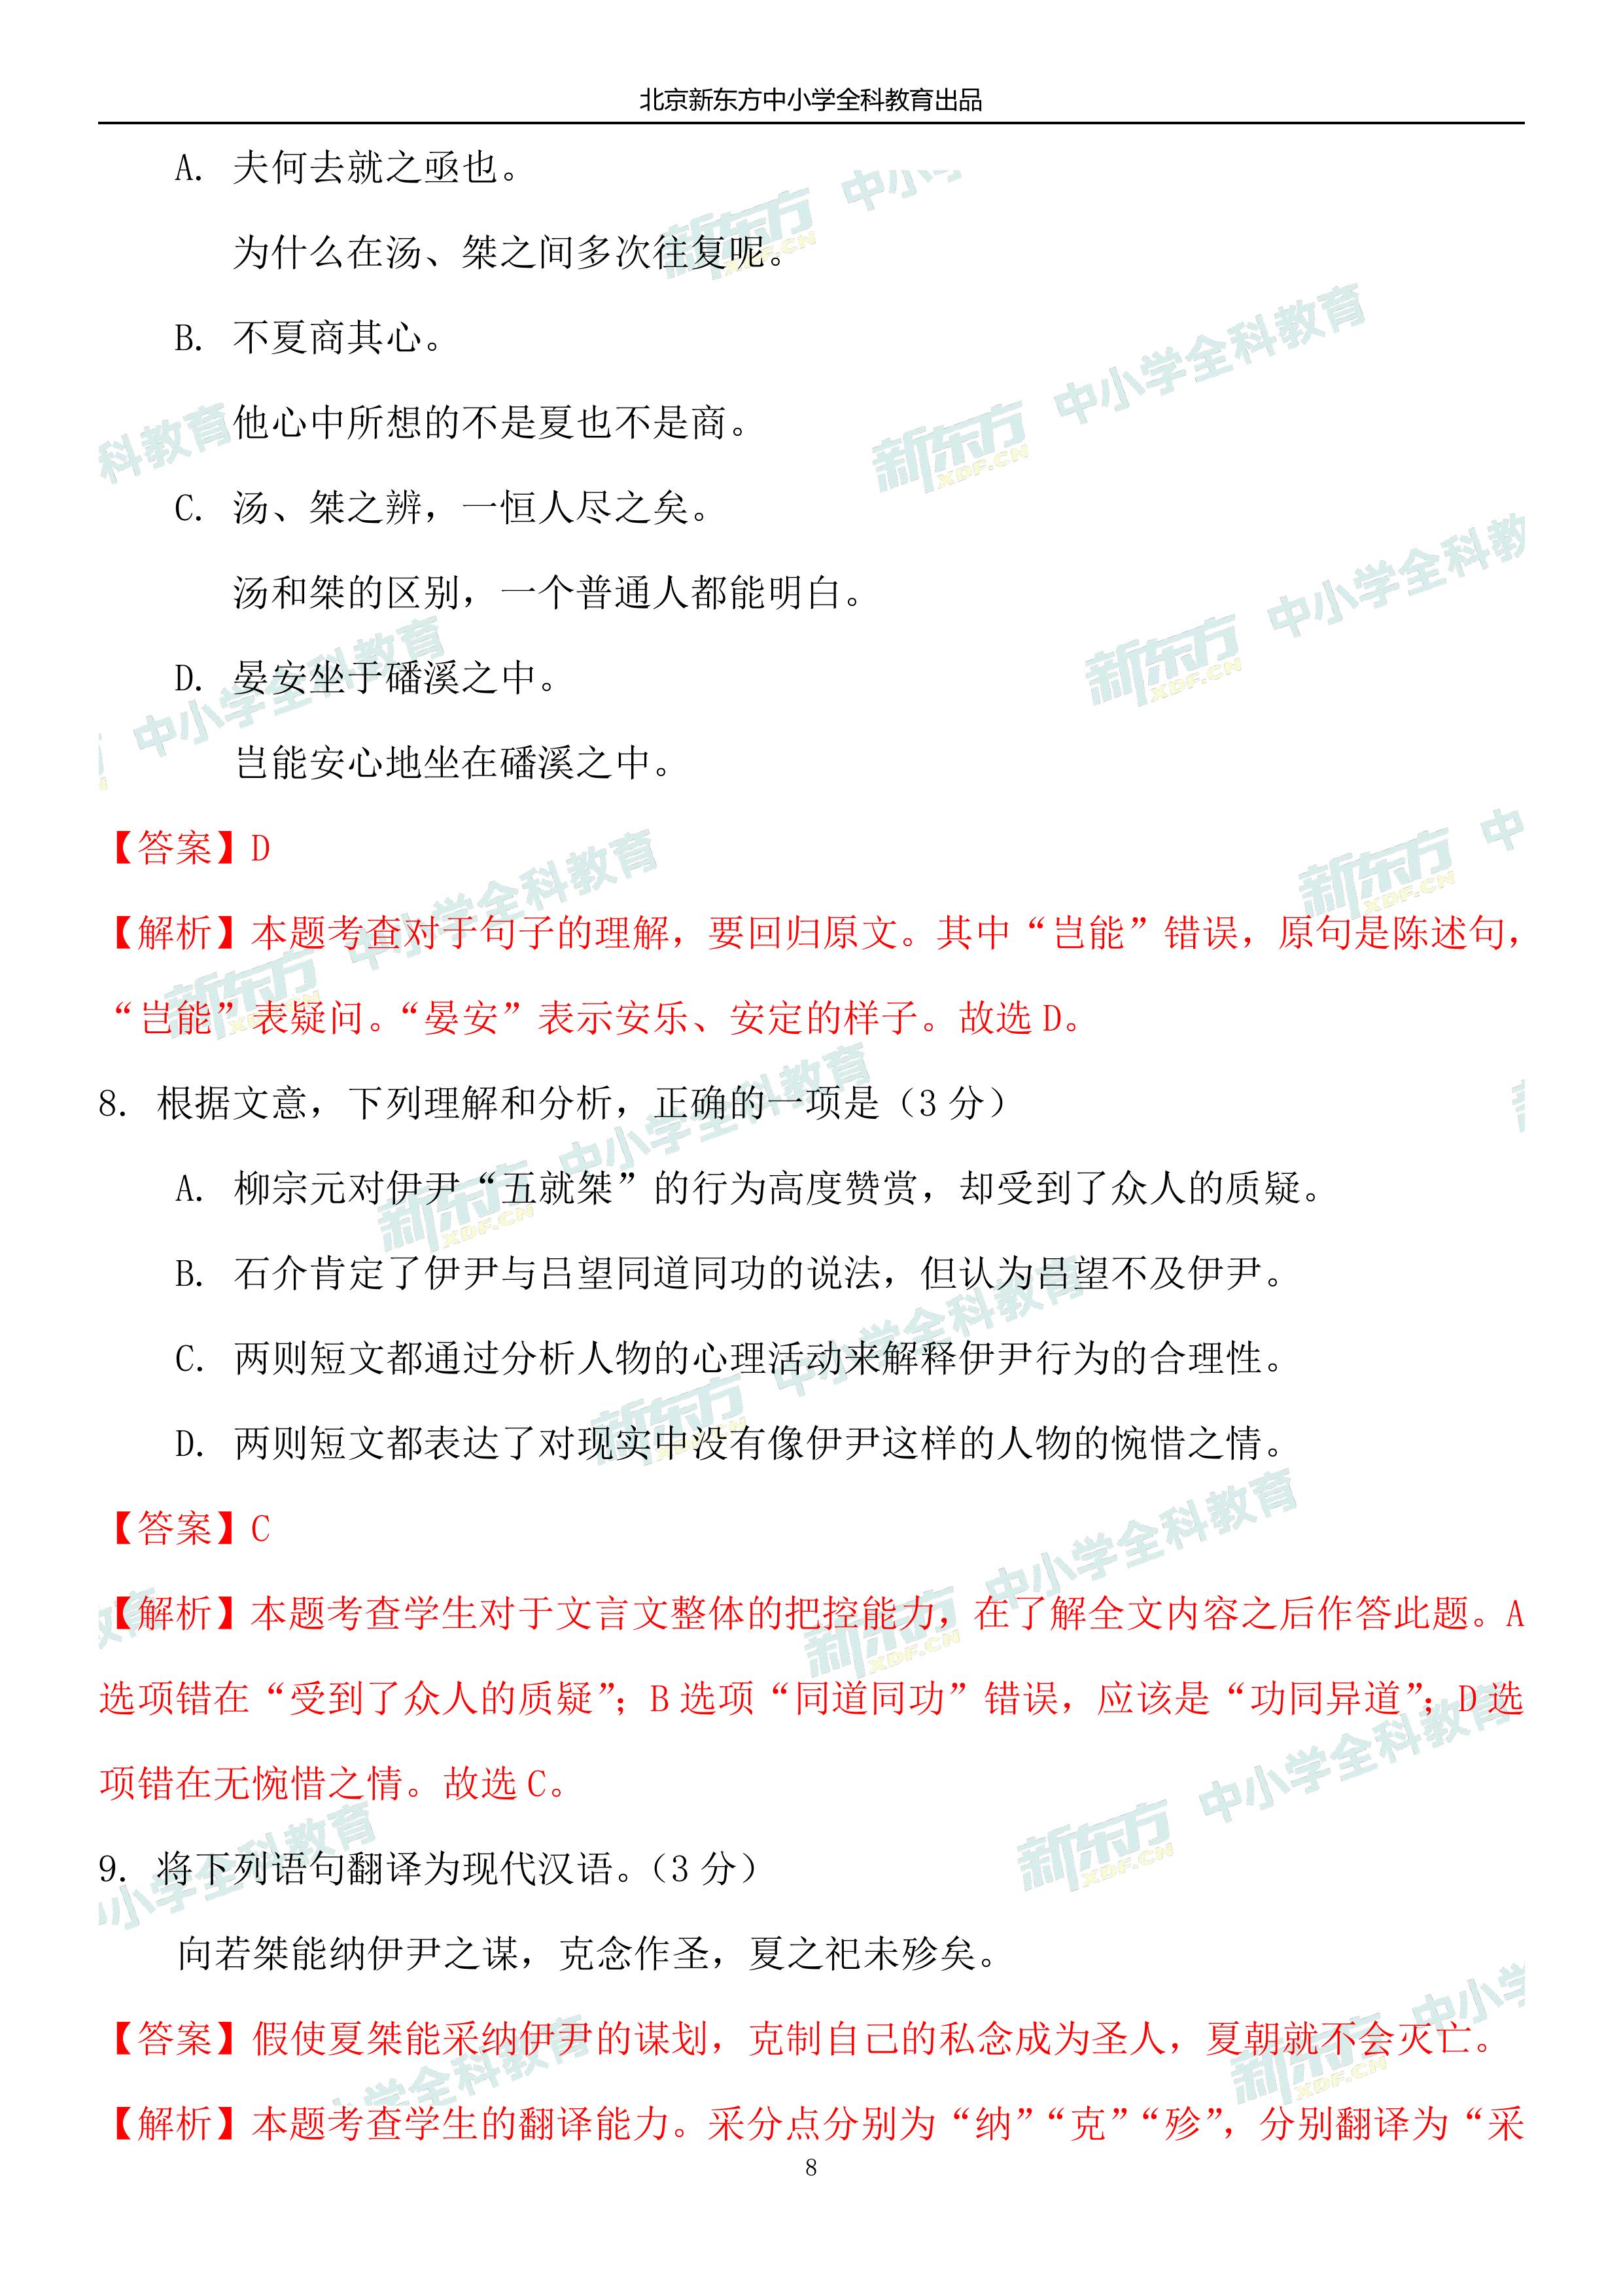 北京新东方中小学全科教育出品
A. 夫何去就之亟也。
为什么在汤、桀之间多次往复呢。
B. 不夏商其心。
他心中所想的不是夏也不是商。
C. 汤、桀之辨，一恒人尽之矣。
汤和桀的区别，一个普通人都能明白。
D. 晏安坐于磻溪之中。
岂能安心地坐在磻溪之中。
【答案】D
【解析】本题考查对于句子的理解，要回归原文。其中“岂能”错误，原句是陈述句，
“岂能”表疑问。“晏安”表示安乐、安定的样子。故选 D。
8. 根据文意，下列理解和分析，正确的一项是（3 分）
A. 柳宗元对伊尹“五就桀”的行为高度赞赏，却受到了众人的质疑。
B. 石介肯定了伊尹与吕望同道同功的说法，但认为吕望不及伊尹。
C. 两则短文都通过分析人物的心理活动来解释伊尹行为的合理性。
D. 两则短文都表达了对现实中没有像伊尹这样的人物的惋惜之情。
【答案】C
【解析】本题考查学生对于文言文整体的把控能力，在了解全文内容之后作答此题。A
选项错在“受到了众人的质疑”；B 选项“同道同功”错误，应该是“功同异道”；D 选
项错在无惋惜之情。故选 C。
9. 将下列语句翻译为现代汉语。（3 分）
向若桀能纳伊尹之谋，克念作圣，夏之祀未殄矣。
【答案】假使夏桀能采纳伊尹的谋划，克制自己的私念成为圣人，夏朝就不会灭亡。
【解析】本题考查学生的翻译能力。采分点分别为“纳”“克”“殄”，分别翻译为“采
8
新东方 XDF.CN 中小学全科教育